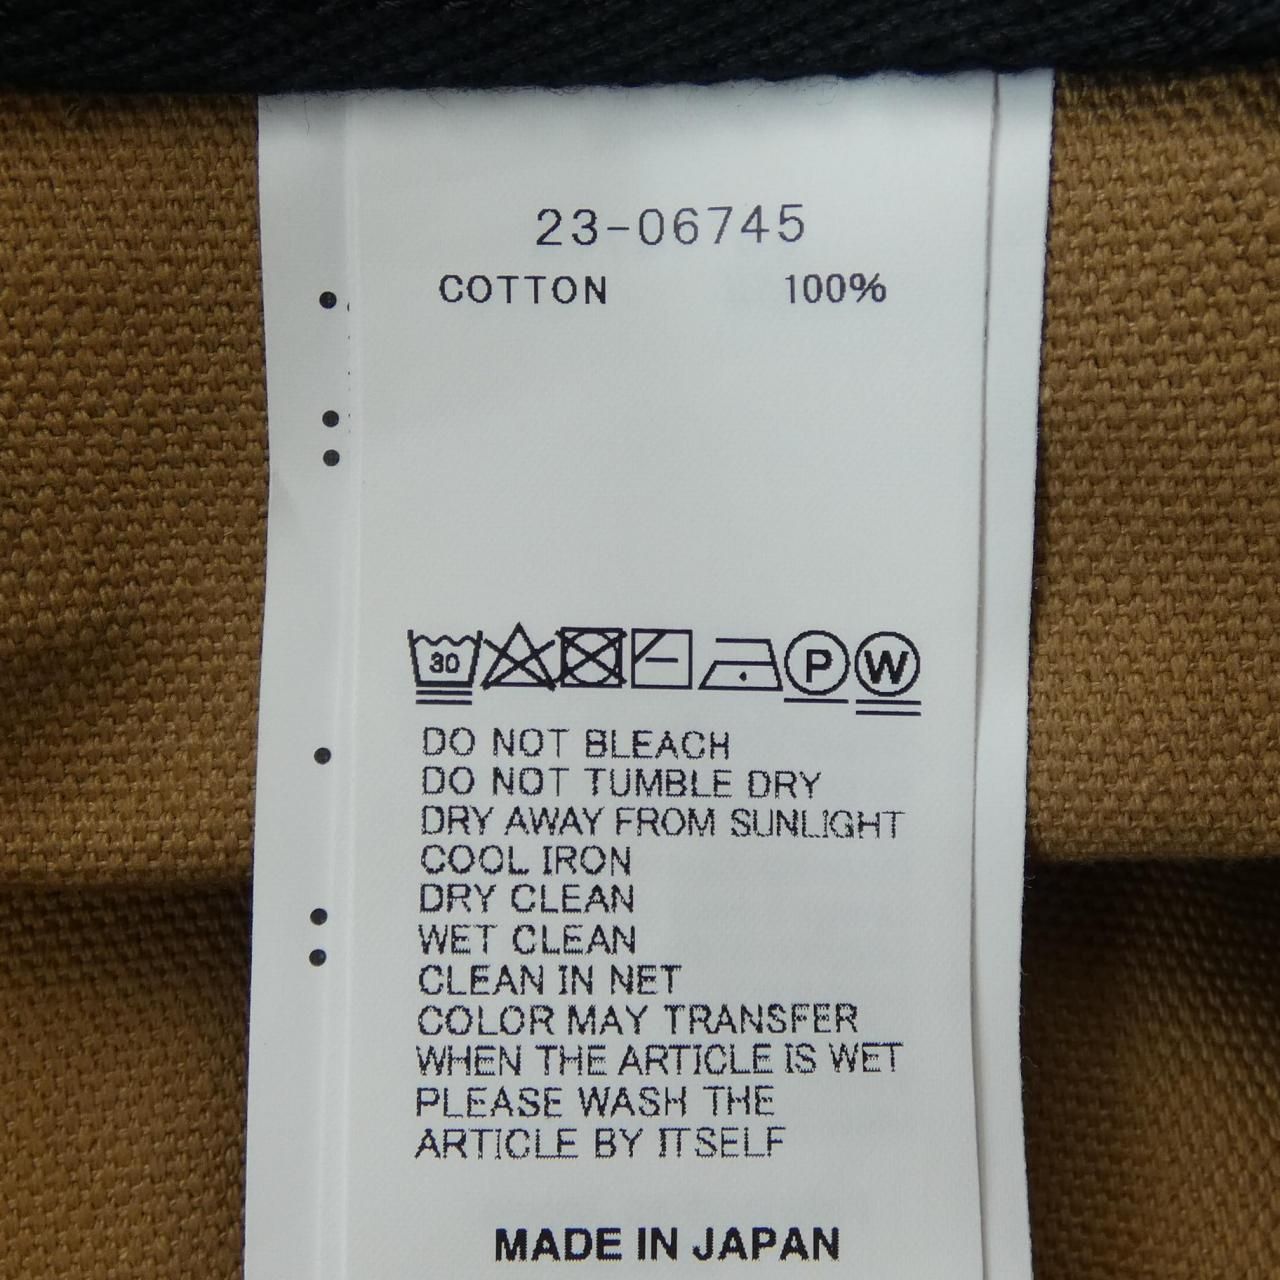 23-06745
COTTON 100%
30 P W
DO NOT BLEACH
DO NOT TUMBLE DRY
DRY AWAY FROM SUNLIGHT
COOL IRON
DRY CLEAN
WET CLEAN
CLEAN IN NET
COLOR MAY TRANSFER
WHEN THE ARTICLE IS WET
PLEASE WASH THE
ARTICLE BY ITSELF
MADE IN JAPAN